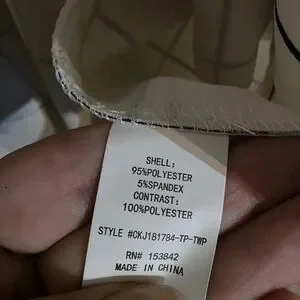 SHELL:
95%POLYESTER
5%SPANDEX
CONTRAST:
100%POLYESTER
STYLE #CKJ181784-TP-TWP
RN# 153842
MADE IN CHINA